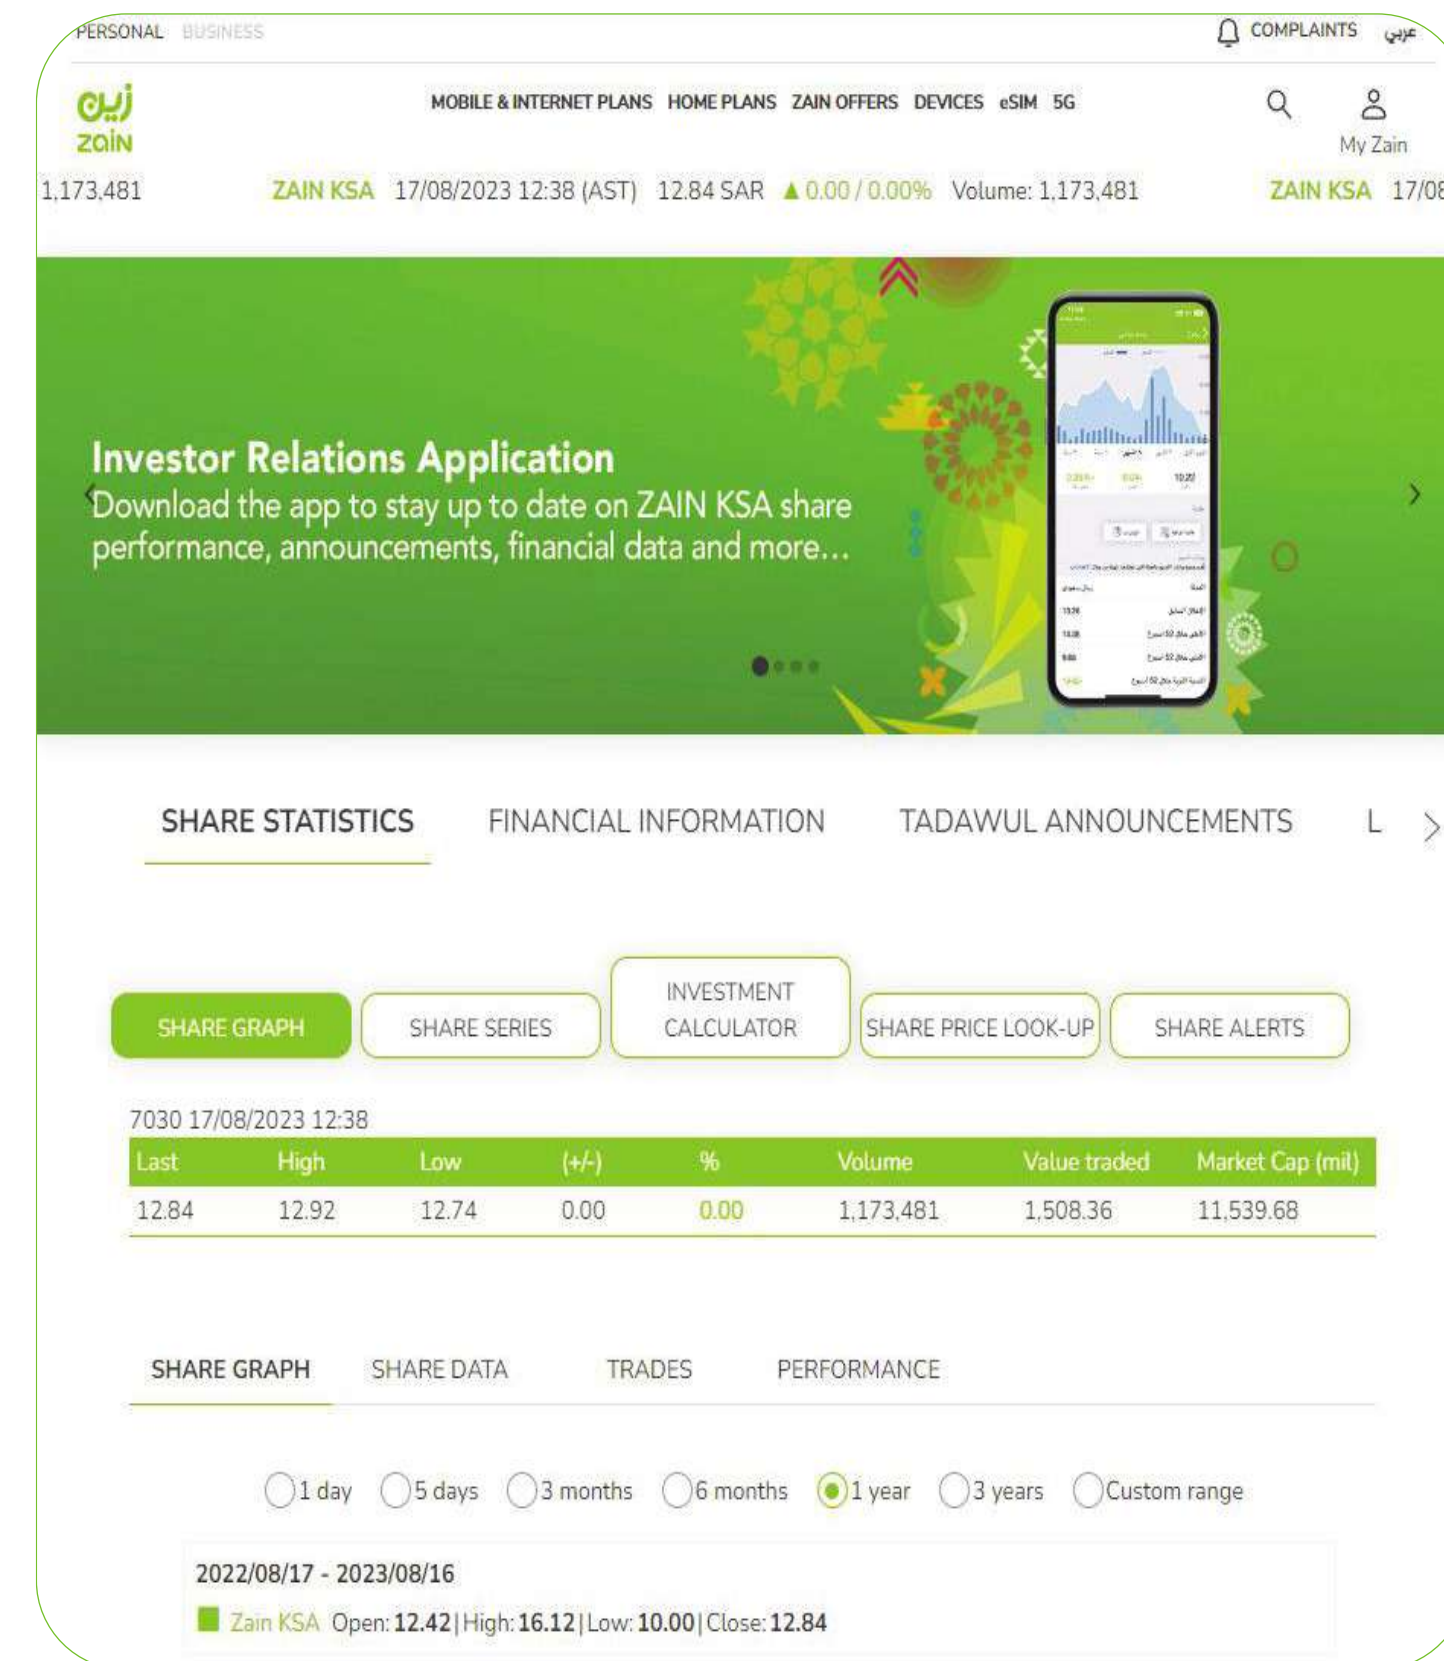 PERSONAL BUSINESS COMPLAINTS عربي
زين
zain
MOBILE & INTERNET PLANS HOME PLANS ZAIN OFFERS DEVICES eSIM 5G
My Zain
1,173,481 ZAIN KSA 17/08/2023 12:38 (AST) 12.84 SAR ▲ 0.00 / 0.00% Volume: 1,173,481 ZAIN KSA 17/08
Investor Relations Application
Download the app to stay up to date on ZAIN KSA share
performance, announcements, financial data and more...
10.22
SHARE STATISTICS FINANCIAL INFORMATION TADAWUL ANNOUNCEMENTS L
SHARE GRAPH SHARE SERIES INVESTMENT CALCULATOR SHARE PRICE LOOK-UP SHARE ALERTS
7030 17/08/2023 12:38
Last High Low (+/-) % Volume Value traded Market Cap (mil)
12.84 12.92 12.74 0.00 0.00 1,173,481 1,508.36 11,539.68
SHARE GRAPH SHARE DATA TRADES PERFORMANCE
1 day 5 days 3 months 6 months 1 year 3 years Custom range
2022/08/17 - 2023/08/16
Zain KSA Open: 12.42 | High: 16.12 | Low: 10.00 | Close: 12.84